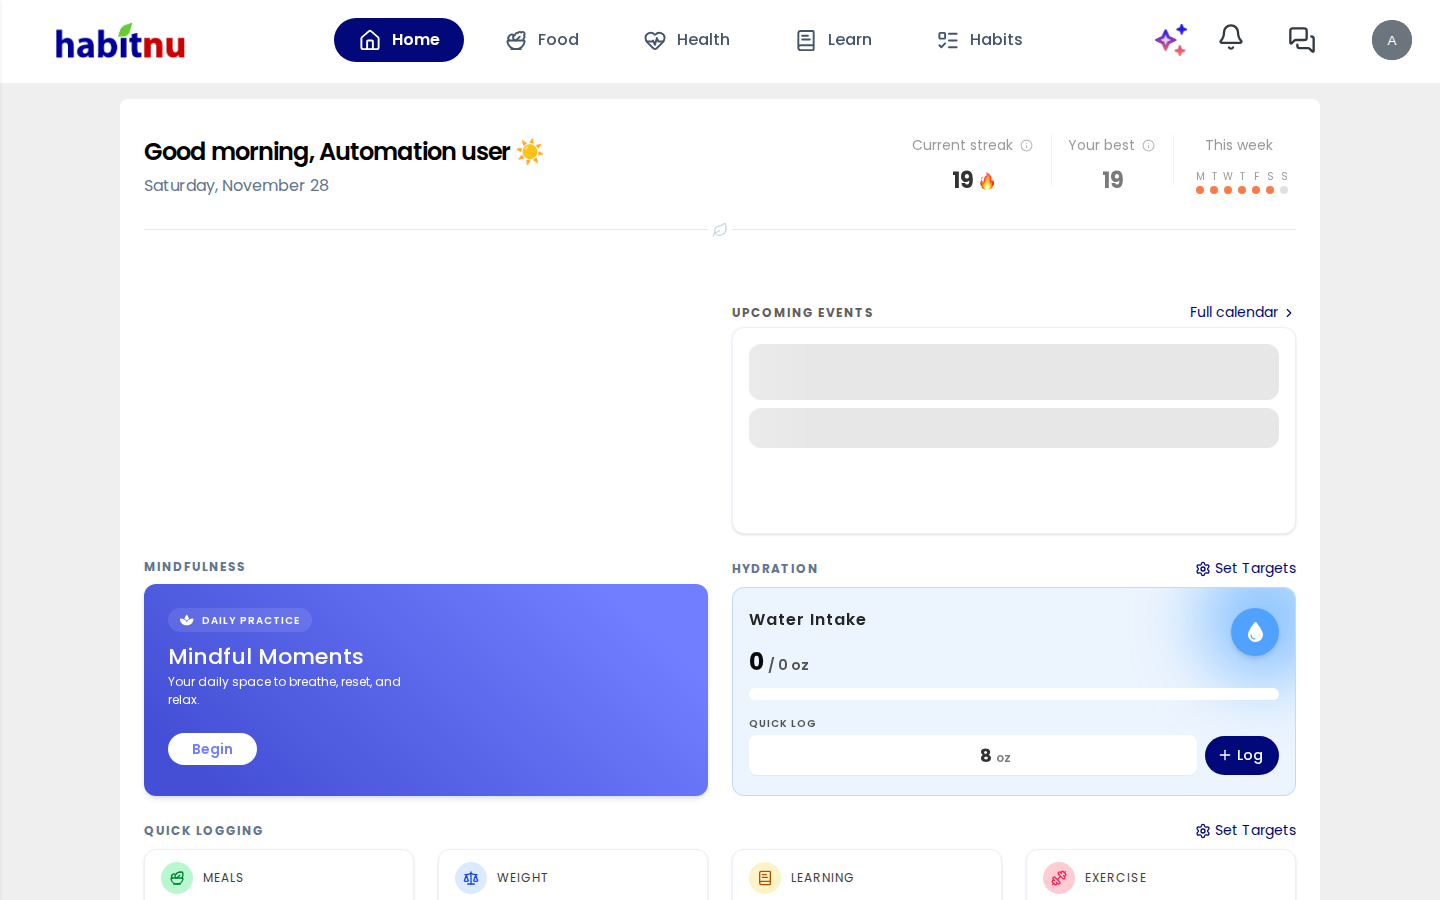 habitnu
Home
Food
Health
Learn
Habits
A
Good morning, Automation user ☀️
Saturday, November 28
Current streak
19 🔥
Your best
19
This week
M T W T F S S
UPCOMING EVENTS
Full calendar
MINDFULNESS
DAILY PRACTICE
Mindful Moments
Your daily space to breathe, reset, and
relax.
Begin
HYDRATION
Set Targets
Water Intake
0 / 0 oz
QUICK LOG
8 oz
+ Log
QUICK LOGGING
Set Targets
MEALS
WEIGHT
LEARNING
EXERCISE